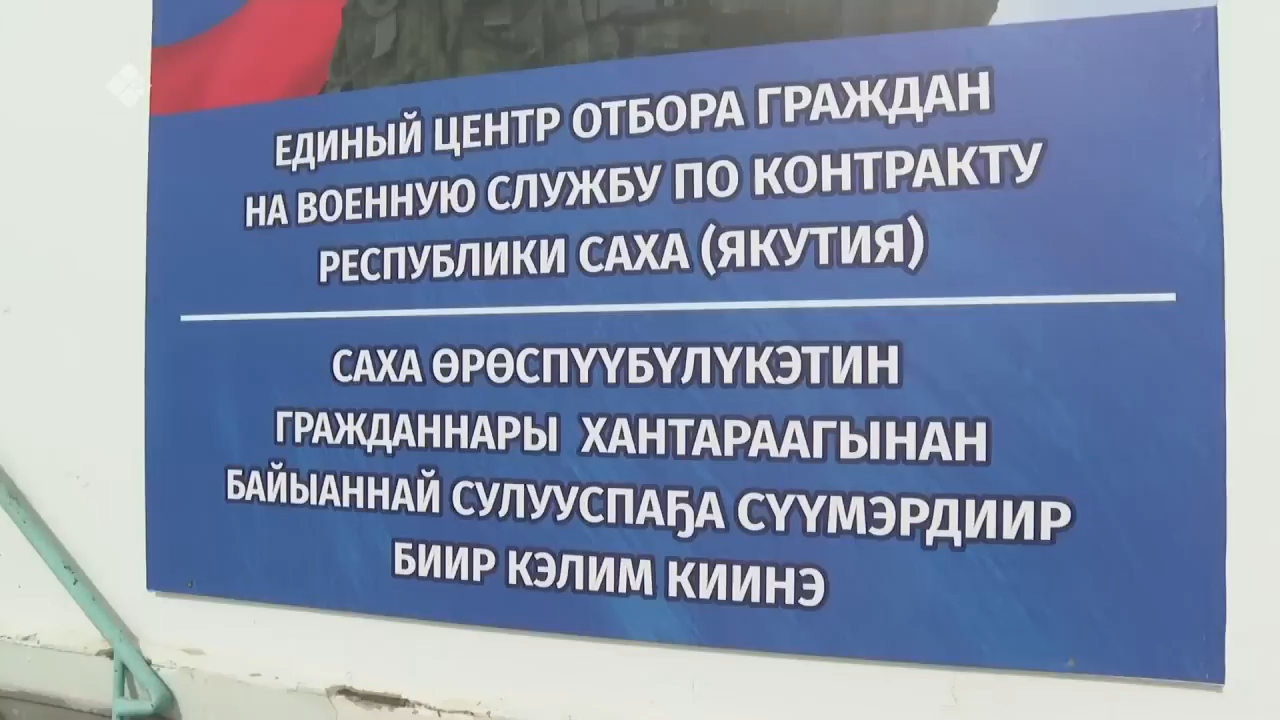 ЕДИНЫЙ ЦЕНТР ОТБОРА ГРАЖДАН
НА ВОЕННУЮ СЛУЖБУ ПО КОНТРАКТУ
РЕСПУБЛИКИ САХА (ЯКУТИЯ)
САХА ӨРӨСПҮҮБҮЛҮКЭТИН
ГРАЖДАННАРЫ ХАНТАРААГЫНАН
БАЙЫАННАЙ СУЛУУСПАҔА СҮҮМЭРДИИР
БИИР КЭЛИМ КИИНЭ